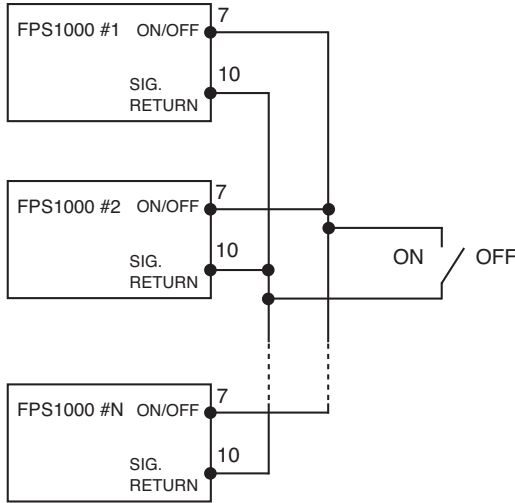 7
FPS1000 #1 ON/OFF
10
SIG.
RETURN
7
FPS1000 #2 ON/OFF
10
SIG.
RETURN
ON OFF
7
FPS1000 #N ON/OFF
10
SIG.
RETURN